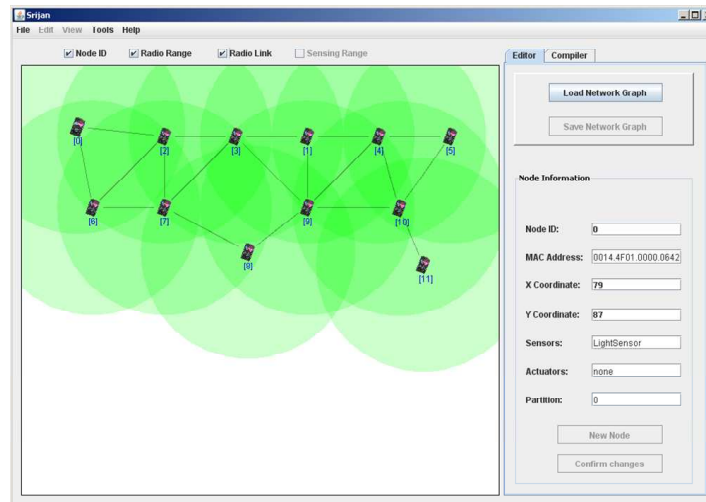 Srijan
File Edit View Tools Help
Node ID Radio Range Radio Link Sensing Range
Editor Compiler
Load Network Graph
Save Network Graph
[0] [2] [3] [1] [4] [5]
Node Information
[6] [7] [9] [10]
Node ID: 0
MAC Address: 0014.4F01.0000.0642
[11]
X Coordinate: 79
Y Coordinate: 87
Sensors: LightSensor
Actuators: none
Partition: 0
New Node
Confirm changes